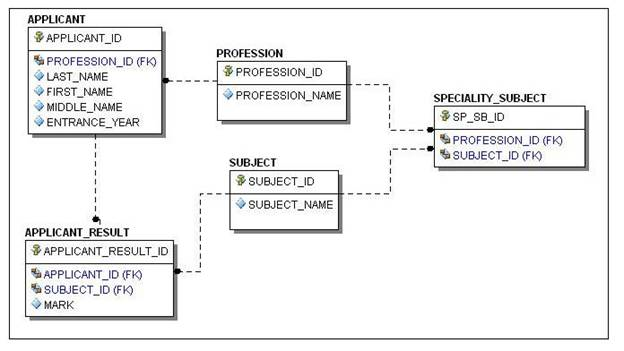 APPLICANT
APPLICANT_ID
PROFESSION_ID (FK)
LAST_NAME
FIRST_NAME
MIDDLE_NAME
ENTRANCE_YEAR
PROFESSION
PROFESSION_ID
PROFESSION_NAME
SPECIALITY_SUBJECT
SP_SB_ID
PROFESSION_ID (FK)
SUBJECT_ID (FK)
SUBJECT
SUBJECT_ID
SUBJECT_NAME
APPLICANT_RESULT
APPLICANT_RESULT_ID
APPLICANT_ID (FK)
SUBJECT_ID (FK)
MARK